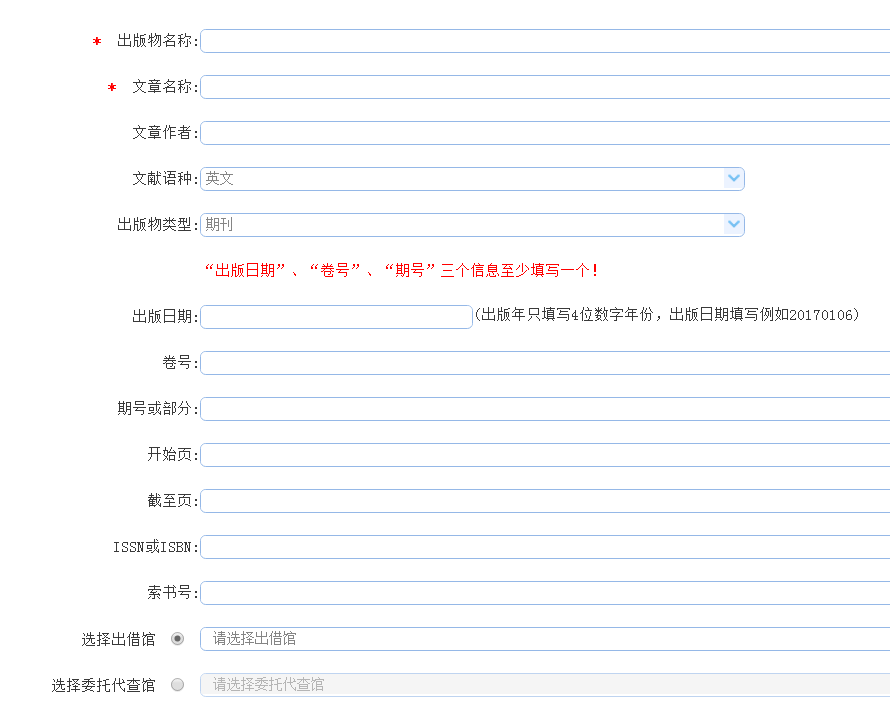 * 出版物名称:
* 文章名称:
文章作者:
文献语种: 英文
出版物类型: 期刊
“出版日期”、“卷号”、“期号”三个信息至少填写一个!
出版日期: (出版年只填写4位数字年份，出版日期填写例如20170106)
卷号:
期号或部分:
开始页:
截至页:
ISSN或ISBN:
索书号:
选择出借馆 请选择出借馆
选择委托代查馆 请选择委托代查馆